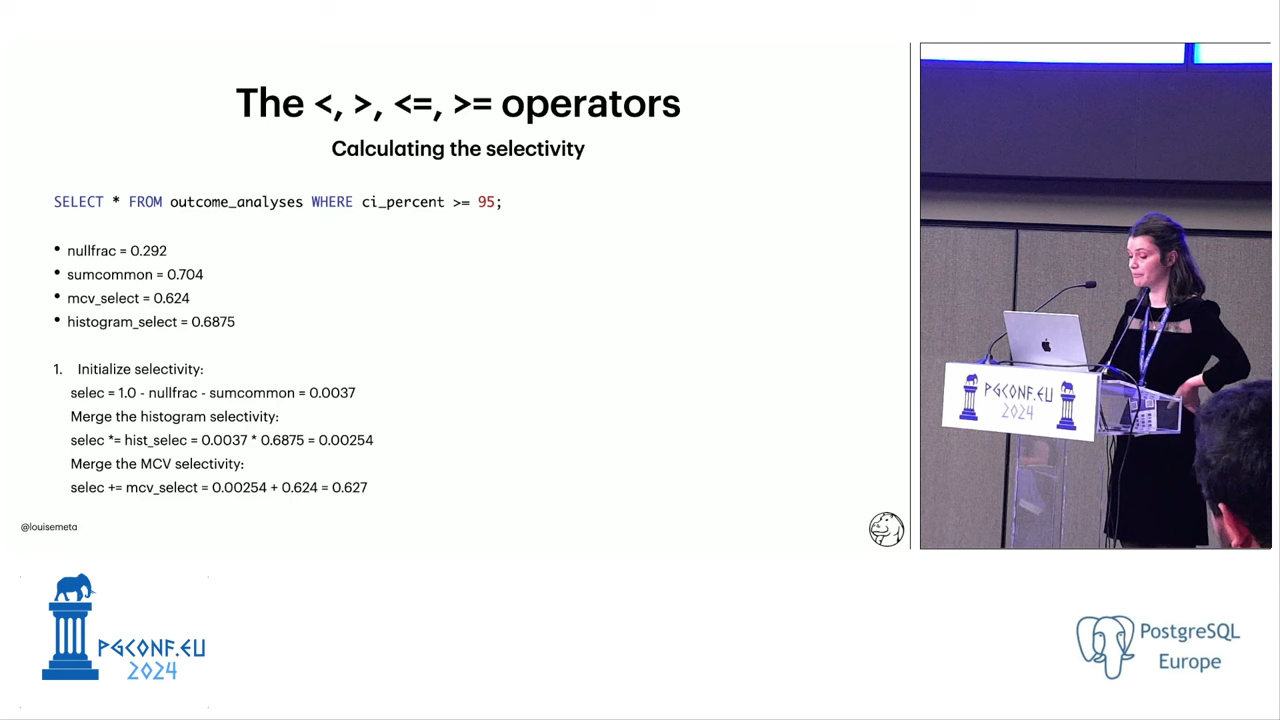 The <, >, <=, >= operators
Calculating the selectivity
SELECT * FROM outcome_analyses WHERE ci_percent >= 95;
• nullfrac = 0.292
• sumcommon = 0.704
• mcv_select = 0.624
• histogram_select = 0.6875
1. Initialize selectivity:
selec = 1.0 - nullfrac - sumcommon = 0.0037
Merge the histogram selectivity:
selec *= hist_selec = 0.0037 * 0.6875 = 0.00254
Merge the MCV selectivity:
selec += mcv_select = 0.00254 + 0.624 = 0.627
@louisemeta
PGCONF.EU
2024
PGCONF.EU
2024
PostgreSQL
Europe